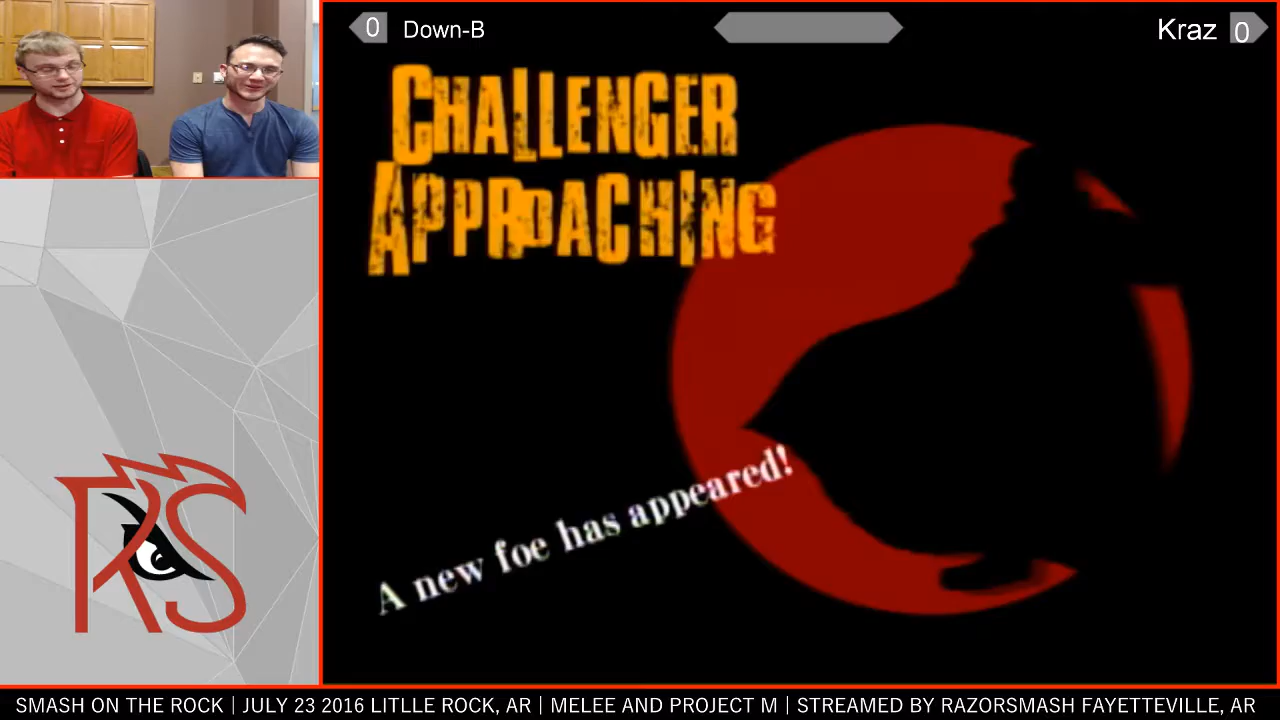 0 Down-B
Kraz 0
CHALLENGER
APPROACHING
A new foe has appeared!
RS
SMASH ON THE ROCK | JULY 23 2016 LITLLE ROCK, AR | MELEE AND PROJECT M | STREAMED BY RAZORSMASH FAYETTEVILLE, AR